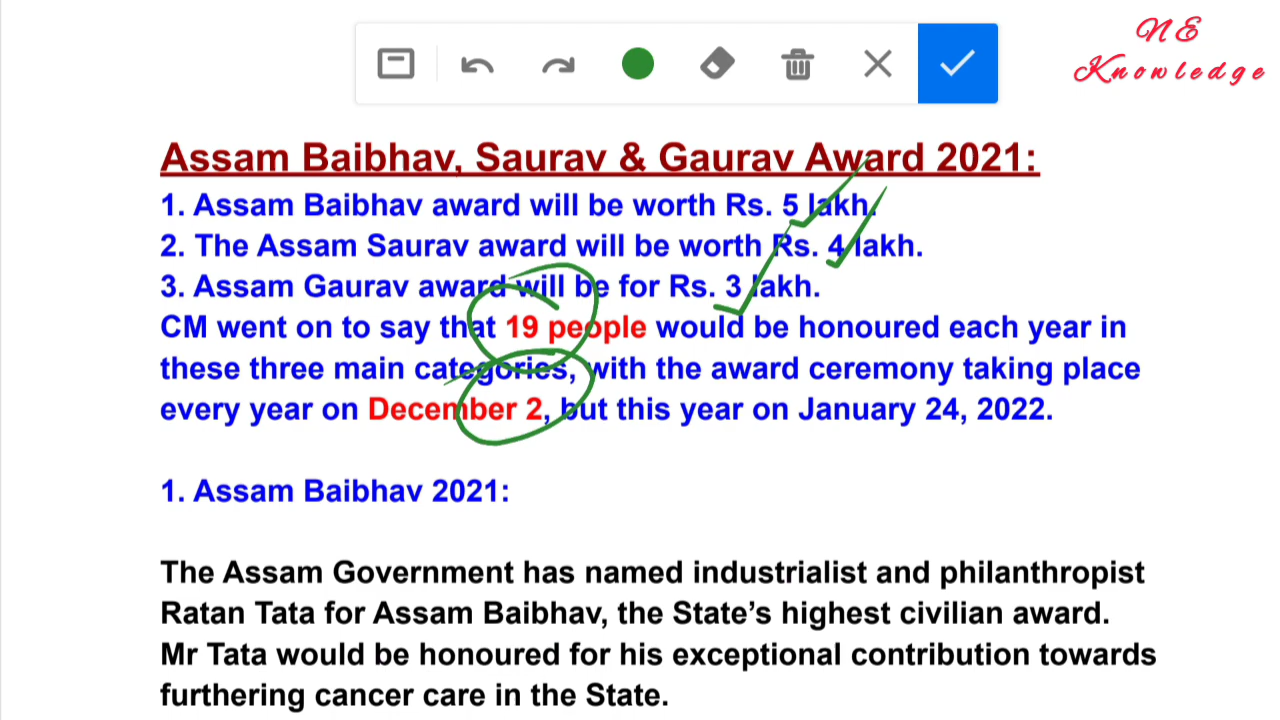 NE
Knowledge
Assam Baibhav, Saurav & Gaurav Award 2021:
1. Assam Baibhav award will be worth Rs. 5 lakh.
2. The Assam Saurav award will be worth Rs. 4 lakh.
3. Assam Gaurav award will be for Rs. 3 lakh.
CM went on to say that 19 people would be honoured each year in
these three main categories, with the award ceremony taking place
every year on December 2, but this year on January 24, 2022.
1. Assam Baibhav 2021:
The Assam Government has named industrialist and philanthropist
Ratan Tata for Assam Baibhav, the State’s highest civilian award.
Mr Tata would be honoured for his exceptional contribution towards
furthering cancer care in the State.